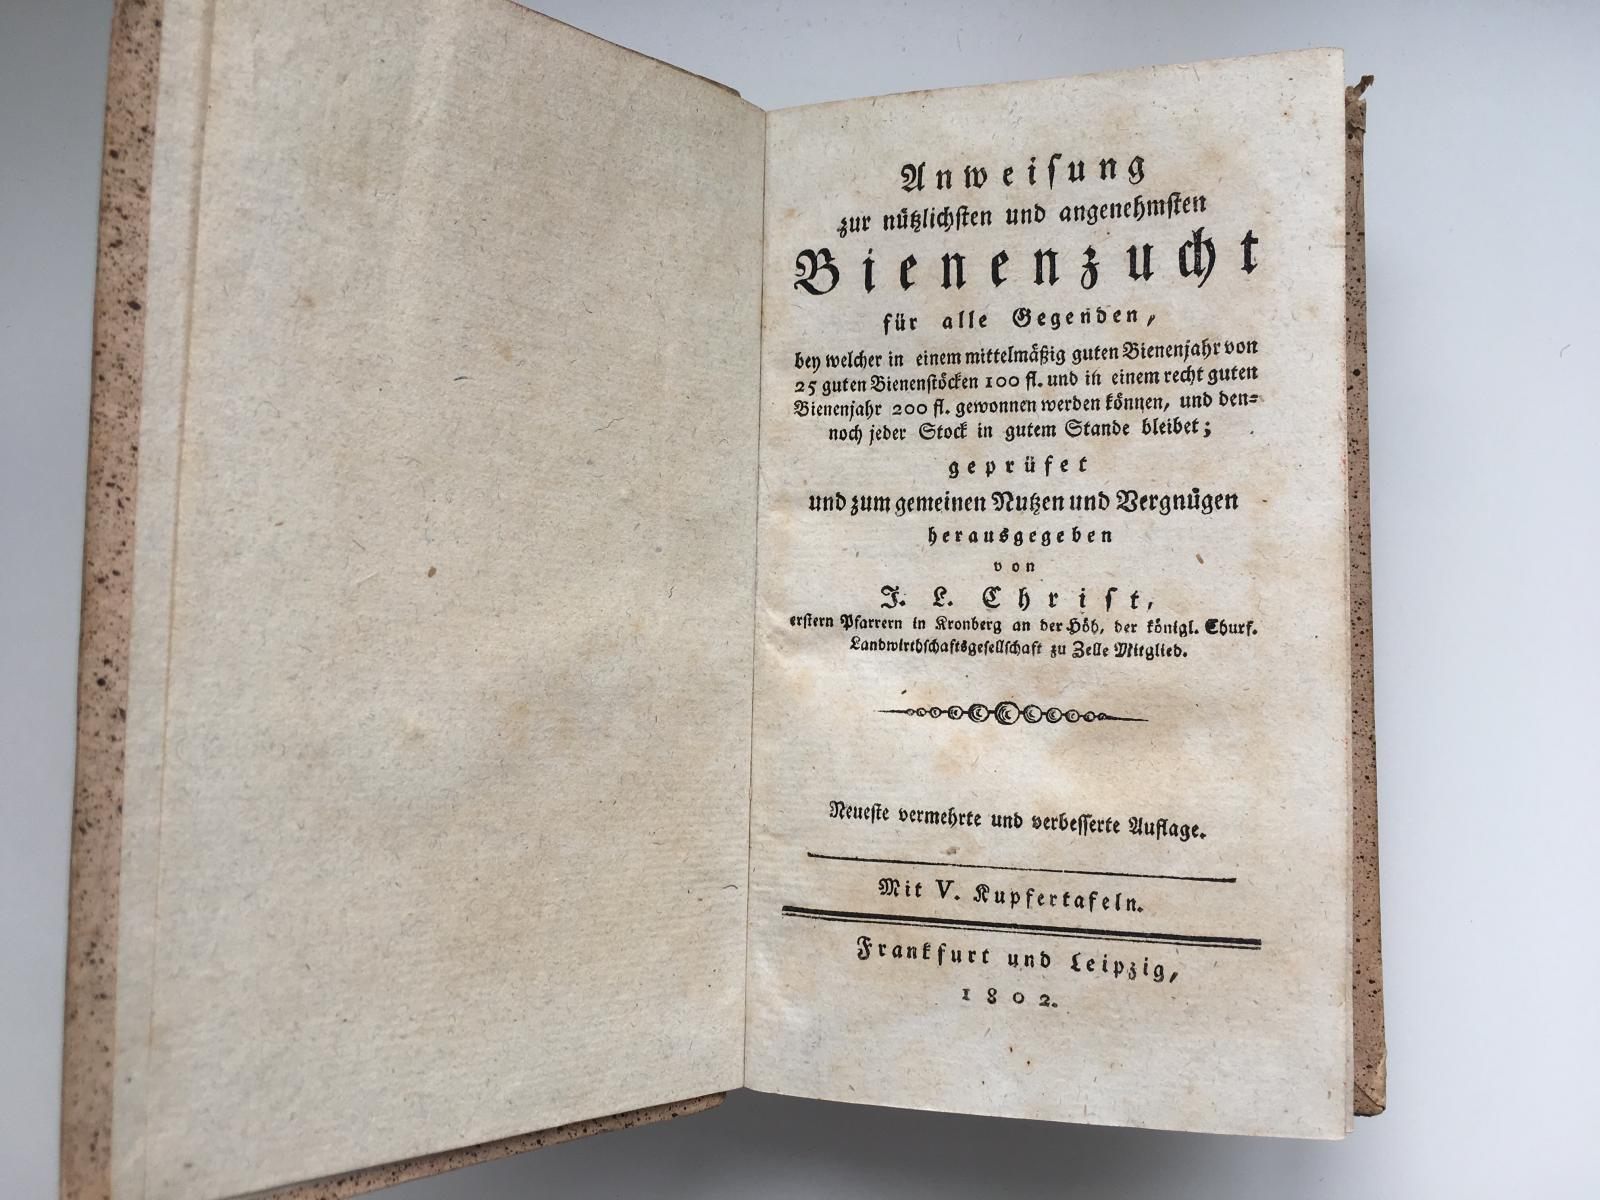 Anweiſung
zur nützlichſten und angenehmſten
Bienenzucht
für alle Gegenden,
bey welcher in einem mittelmäßig guten Bienenjahr von
25 guten Bienenſtöcken 100 fl. und in einem recht guten
Bienenjahr 200 fl. gewonnen werden können, und den⸗
noch jeder Stock in gutem Stande bleibet;
geprüfet
und zum gemeinen Nutzen und Vergnügen
herausgegeben
von
J. L. Chriſt,
erſtern Pfarrern in Kronberg an der Höh, der königl. Churf.
Landwirthſchaftsgeſellſchaft zu Zelle Mitglied.
Neueſte vermehrte und verbeſſerte Auflage.
Mit V. Kupfertafeln.
Frankfurt und Leipzig,
1802.